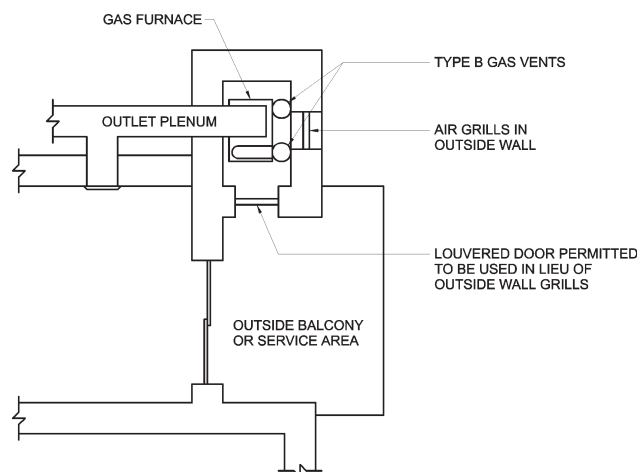 GAS FURNACE
TYPE B GAS VENTS
OUTLET PLENUM
AIR GRILLS IN
OUTSIDE WALL
LOUVERED DOOR PERMITTED
TO BE USED IN LIEU OF
OUTSIDE WALL GRILLS
OUTSIDE BALCONY
OR SERVICE AREA